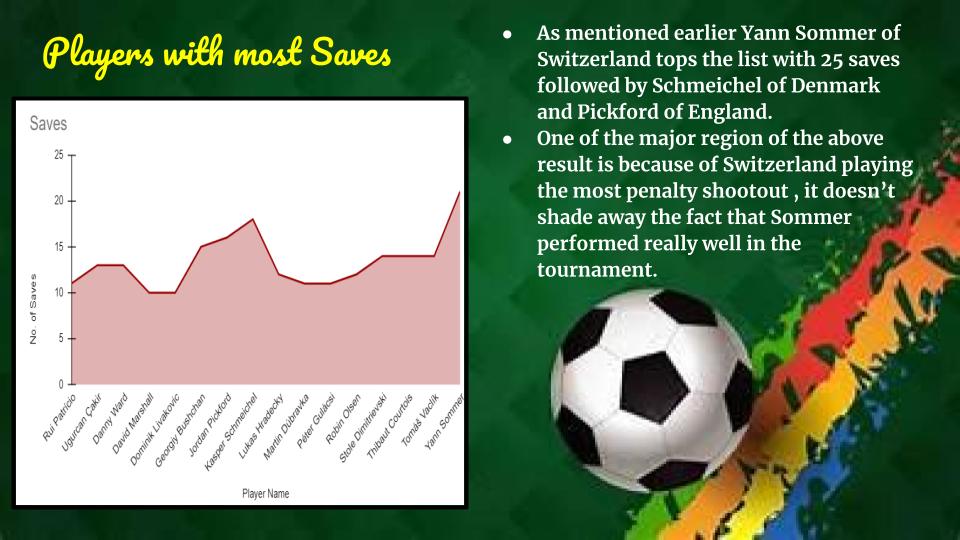 Players with most Saves
Saves
25
20
15
10
5
0
No. of Saves
Rui Patrício
Ugurcan Çakir
Danny Ward
David Marshall
Dominik Livakovic
Georgiy Bushchan
Jordan Pickford
Kasper Schmeichel
Lukas Hradecky
Martin Dúbravka
Péter Gulácsi
Robin Olsen
Stole Dimitrievski
Thibaut Courtois
Tomáš Vaclík
Yann Sommer
Player Name
● As mentioned earlier Yann Sommer of
Switzerland tops the list with 25 saves
followed by Schmeichel of Denmark
and Pickford of England.
● One of the major region of the above
result is because of Switzerland playing
the most penalty shootout , it doesn’t
shade away the fact that Sommer
performed really well in the
tournament.